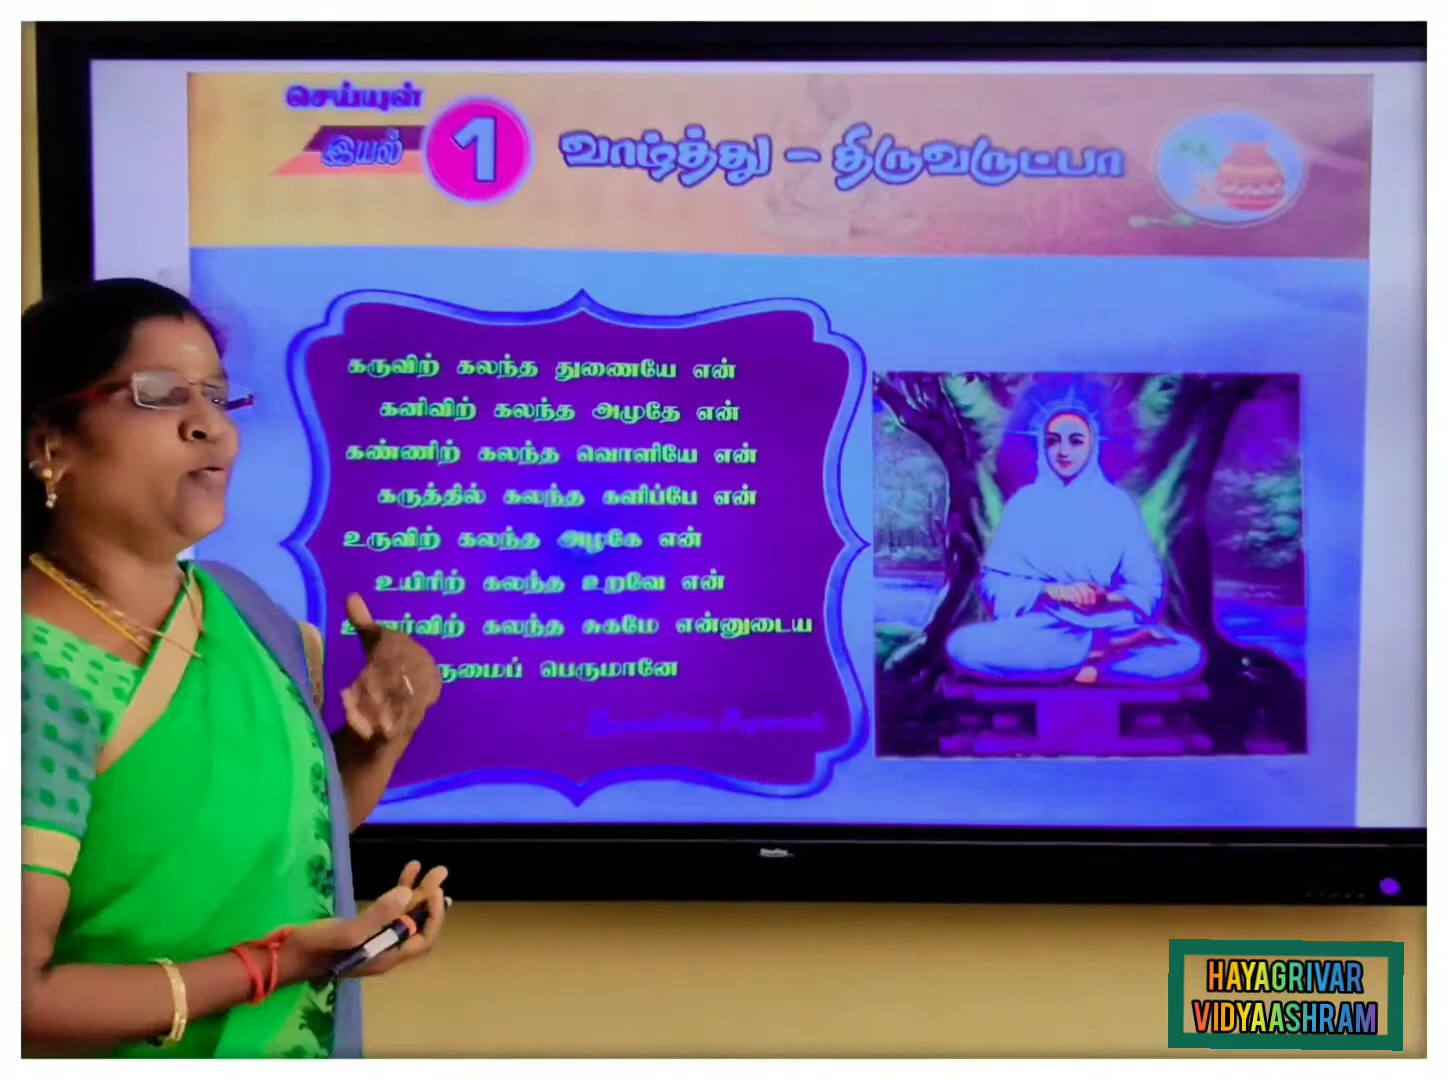 செய்யுள்
இயல்
1
வாழ்த்து – திருவருட்பா
கருவிற் கலந்த துணையே என்
கனிவிற் கலந்த அமுதே என்
கண்ணிற் கலந்த வொளியே என்
கருத்தில் கலந்த களிப்பே என்
உருவிற் கலந்த அழகே என்
உயிரிற் கலந்த உறவே என்
கலந்த சுகமே என்னுடைய
பெருமானே
HAYAGRIVAR
VIDYAASHRAM